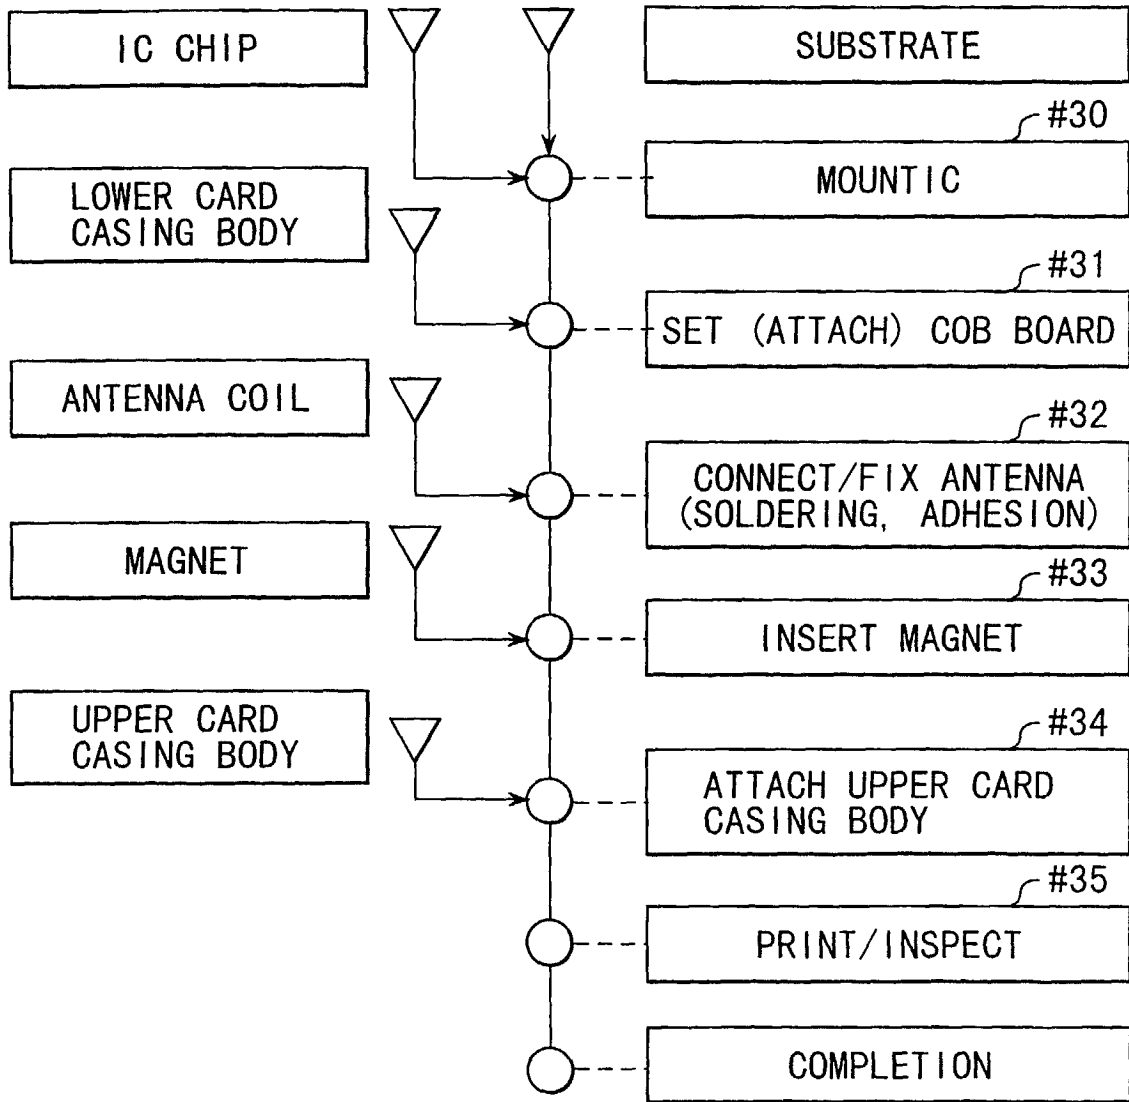 IC CHIP
SUBSTRATE
#30
MOUNTIC
LOWER CARD
CASING BODY
#31
SET (ATTACH) COB BOARD
ANTENNA COIL
#32
CONNECT/FIX ANTENNA
(SOLDERING, ADHESION)
MAGNET
#33
INSERT MAGNET
UPPER CARD
CASING BODY
#34
ATTACH UPPER CARD
CASING BODY
#35
PRINT/INSPECT
COMPLETION